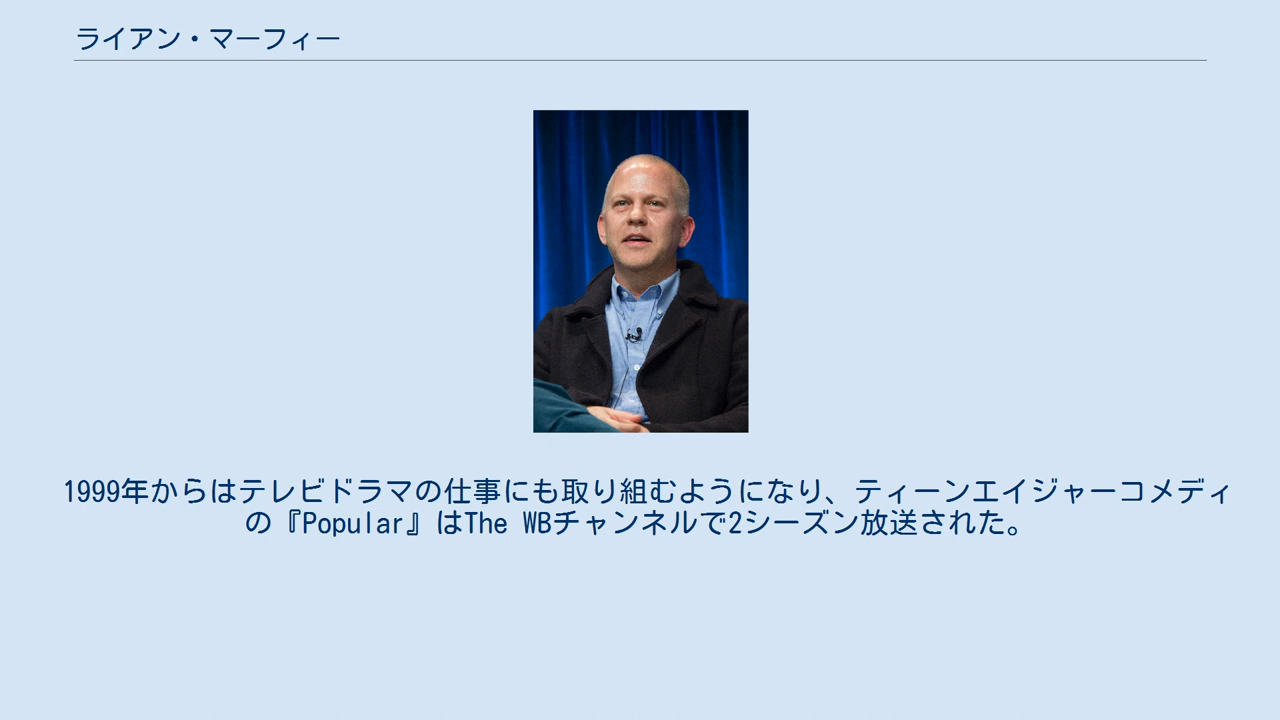 ライアン・マーフィー
1999年からはテレビドラマの仕事にも取り組むようになり、ティーンエイジャーコメディ
の『Popular』はThe WBチャンネルで2シーズン放送された。